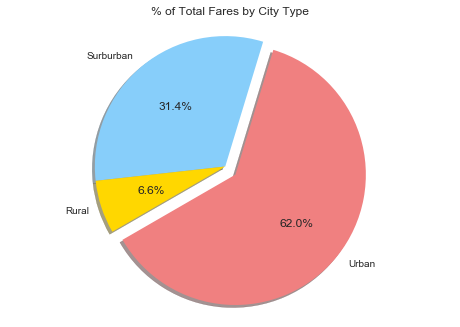 % of Total Fares by City Type
Surburban
31.4%
6.6%
Rural
62.0%
Urban